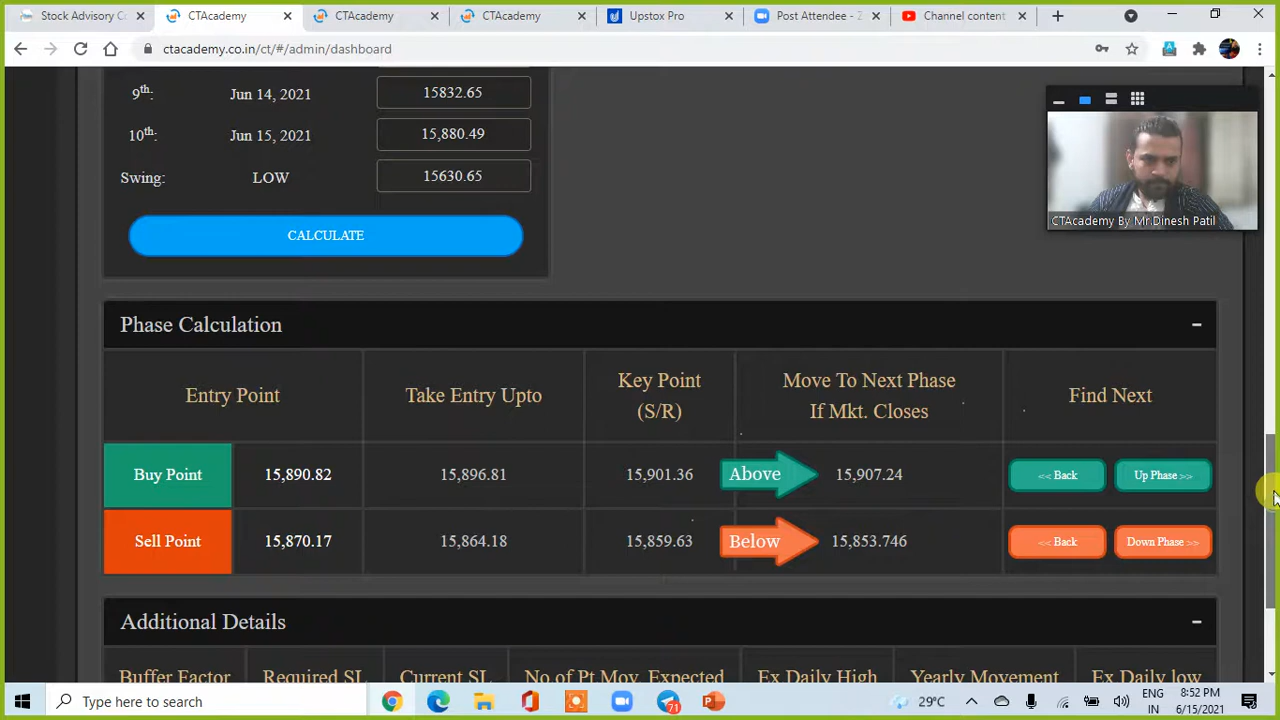 Stock Advisory C
CTAcademy
CTAcademy
CTAcademy
Upstox Pro
Post Attendee - Z
Channel content
ctacademy.co.in/ct/#/admin/dashboard
9th: Jun 14, 2021 15832.65
10th: Jun 15, 2021 15,880.49
Swing: LOW 15630.65
CALCULATE
CTAcademy By Mr.Dinesh Patil
Phase Calculation
Entry Point Take Entry Upto Key Point (S/R) Move To Next Phase If Mkt. Closes Find Next
Buy Point 15,890.82 15,896.81 15,901.36 Above 15,907.24 << Back Up Phase >>
Sell Point 15,870.17 15,864.18 15,859.63 Below 15,853.746 << Back Down Phase >>
Additional Details
Buffer Factor Required SL Current SL No of Pt Mov. Expected Ex Daily High Yearly Movement Ex Daily low
Type here to search
71
29°C
ENG
IN
8:52 PM
6/15/2021